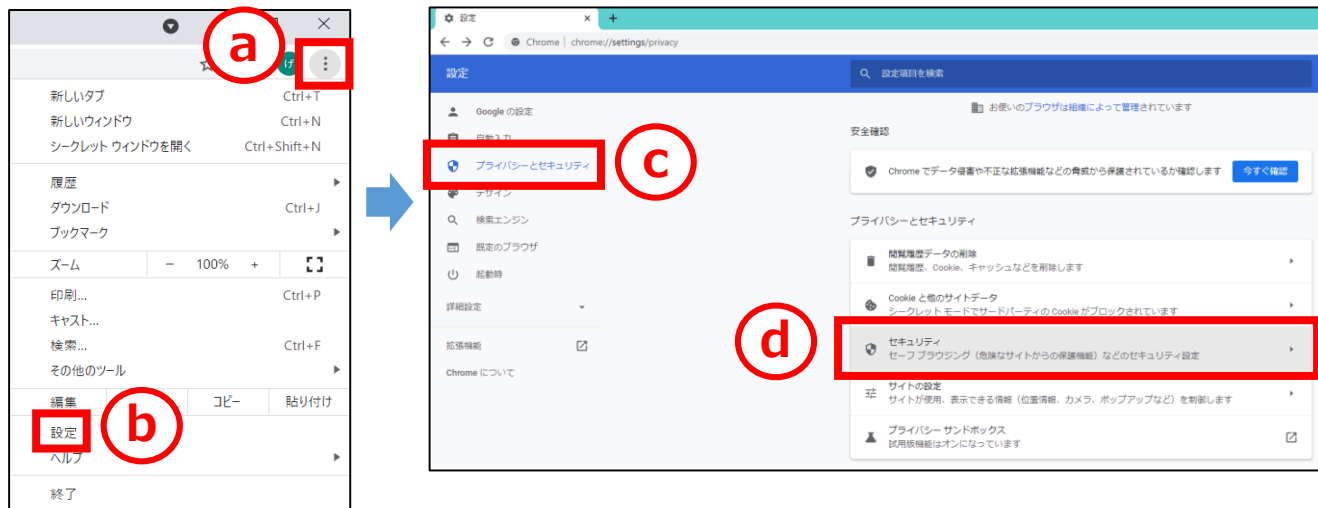 a
げ
新しいタブ Ctrl+T
新しいウィンドウ Ctrl+N
シークレット ウィンドウを開く Ctrl+Shift+N
履歴
ダウンロード Ctrl+J
ブックマーク
ズーム － 100% +
印刷... Ctrl+P
キャスト...
検索... Ctrl+F
その他のツール
編集 コピー 貼り付け
設定
b
ヘルプ
終了
設定
Chrome | chrome://settings/privacy
設定
設定項目を検索
Google の設定
自動入力
プライバシーとセキュリティ
c
デザイン
検索エンジン
既定のブラウザ
起動時
詳細設定
拡張機能
Chrome について
お使いのブラウザは組織によって管理されています
安全確認
Chrome でデータ侵害や不正な拡張機能などの脅威から保護されているか確認します 今すぐ確認
プライバシーとセキュリティ
閲覧履歴データの削除
閲覧履歴、Cookie、キャッシュなどを削除します
Cookie と他のサイトデータ
シークレット モードでサードパーティの Cookie がブロックされています
d
セキュリティ
セーフ ブラウジング（危険なサイトからの保護機能）などのセキュリティ設定
サイトの設定
サイトが使用、表示できる情報（位置情報、カメラ、ポップアップなど）を制御します
プライバシー サンドボックス
試用版機能はオンになっています